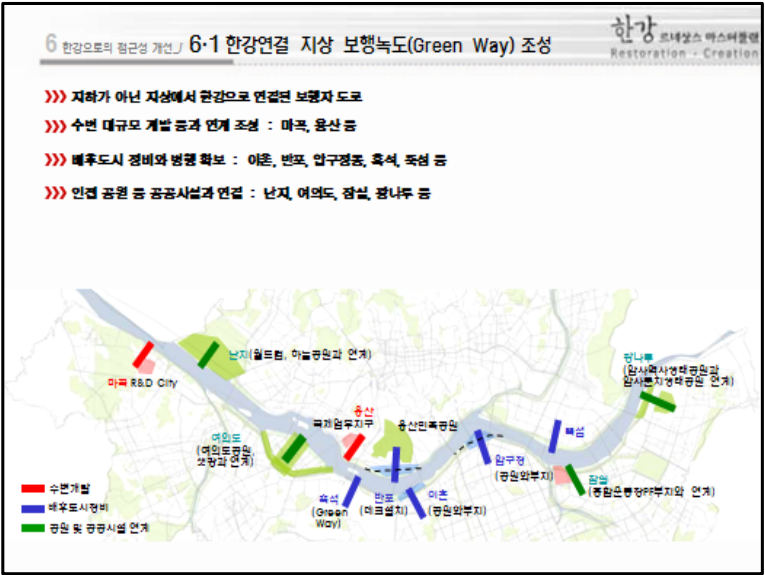 6 한강으로의 접근성 개선_/ 6·1 한강연결 지상 보행녹도(Green Way) 조성
한강 르네상스 마스터플랜
Restoration - Creation
》》 지하가 아닌 지상에서 한강으로 연결된 보행자 도로
》》 수변 대규모 개발 등과 연계 조성 : 마곡, 용산 등
》》 배후도시 정비와 병행 확보 : 이촌, 반포, 압구정동, 흑석, 뚝섬 등
》》 인접 공원 등 공공시설과 연결 : 난지, 여의도, 잠실, 광나루 등
난지(월드컵, 하늘공원과 연계)
마곡 R&D City
광나루
(암사역사생태공원과
암사둔치생태공원 연계)
용산
국제업무지구
용산민족공원
여의도
(여의도공원,
샛강과 연계)
뚝섬
압구정
(공원화부지)
잠실
(종합운동장PF부지와 연계)
흑석
(Green
Way)
반포
(데크설치)
이촌
(공원화부지)
수변개발
배후도시정비
공원 및 공공시설 연계